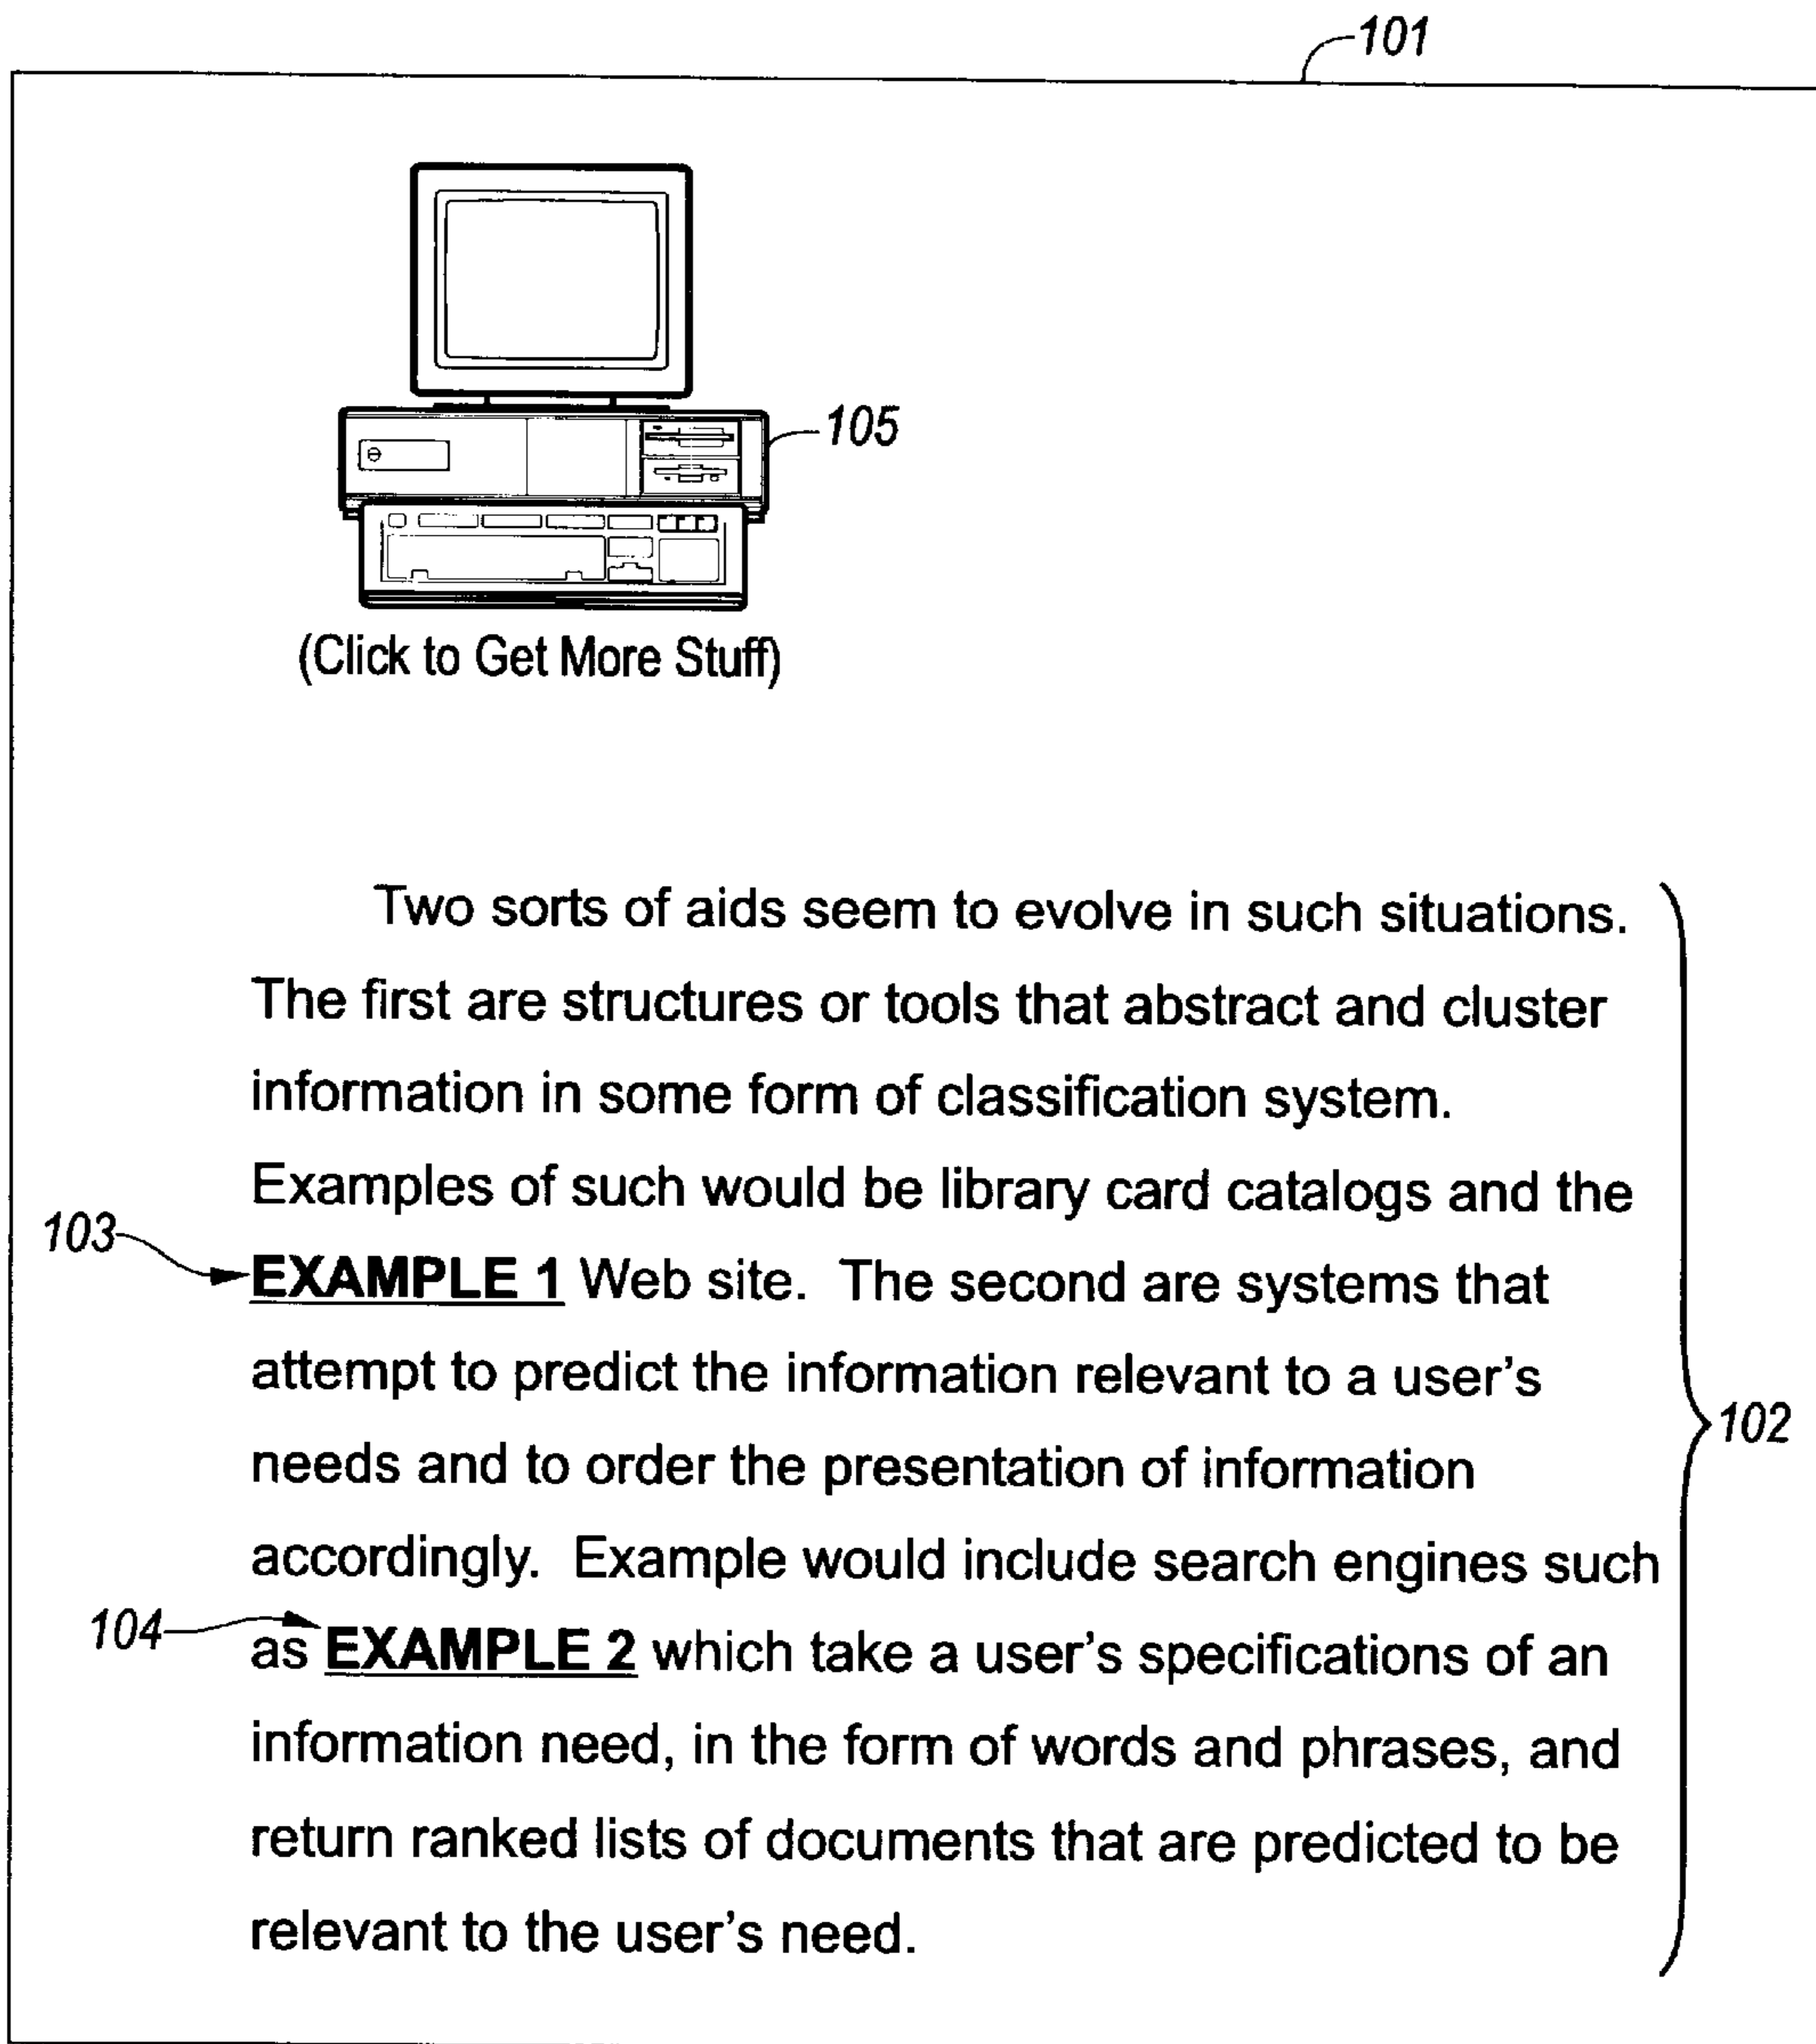 101
105
(Click to Get More Stuff)
Two sorts of aids seem to evolve in such situations.
The first are structures or tools that abstract and cluster
information in some form of classification system.
Examples of such would be library card catalogs and the
103
EXAMPLE 1 Web site. The second are systems that
attempt to predict the information relevant to a user's
needs and to order the presentation of information
102
accordingly. Example would include search engines such
104
as EXAMPLE 2 which take a user's specifications of an
information need, in the form of words and phrases, and
return ranked lists of documents that are predicted to be
relevant to the user's need.